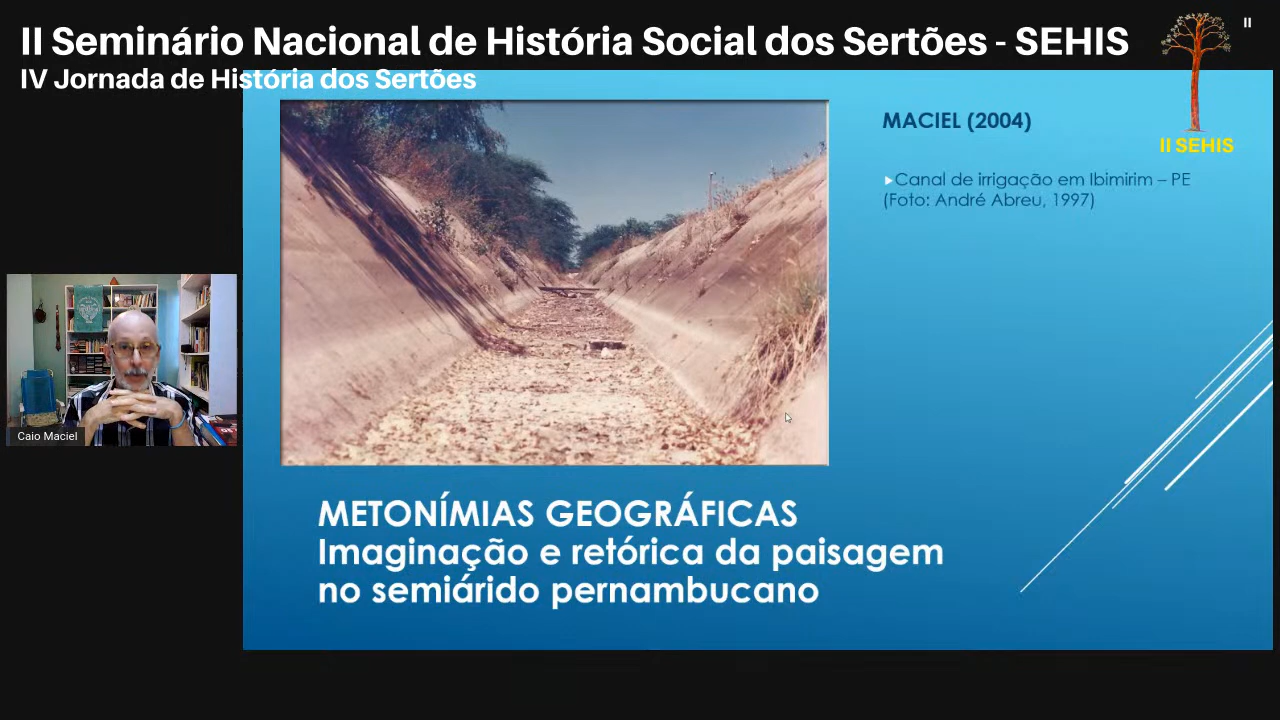 II Seminário Nacional de História Social dos Sertões - SEHIS
IV Jornada de História dos Sertões
II
II SEHIS
MACIEL (2004)
Canal de irrigação em Ibimirim – PE
(Foto: André Abreu, 1997)
Caio Maciel
METONÍMIAS GEOGRÁFICAS
Imaginação e retórica da paisagem
no semiárido pernambucano